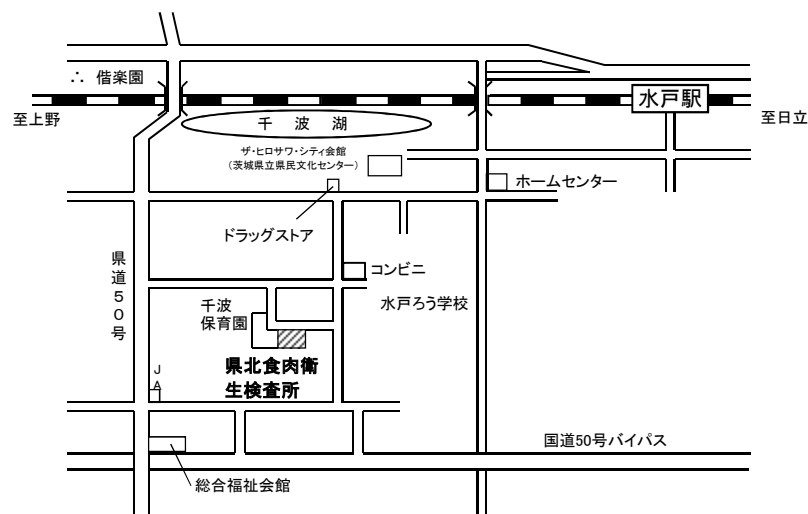 ∴ 偕楽園
水戸駅
至上野
至日立
千 波 湖
ザ・ヒロサワ・シティ会館
(茨城県立県民文化センター)
ホームセンター
ドラッグストア
県道50号
コンビニ
千波
保育園
水戸ろう学校
県北食肉衛
生検査所
JA
国道50号バイパス
総合福祉会館